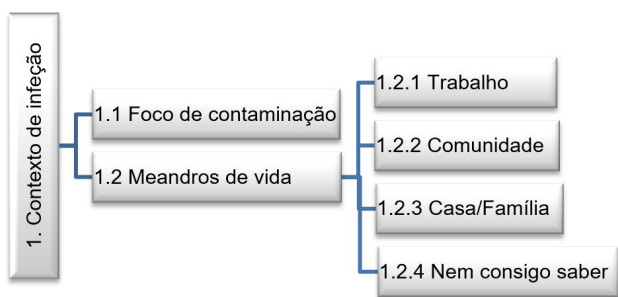 1. Contexto de infeção
1.1 Foco de contaminação
1.2 Meandros de vida
1.2.1 Trabalho
1.2.2 Comunidade
1.2.3 Casa/Família
1.2.4 Nem consigo saber